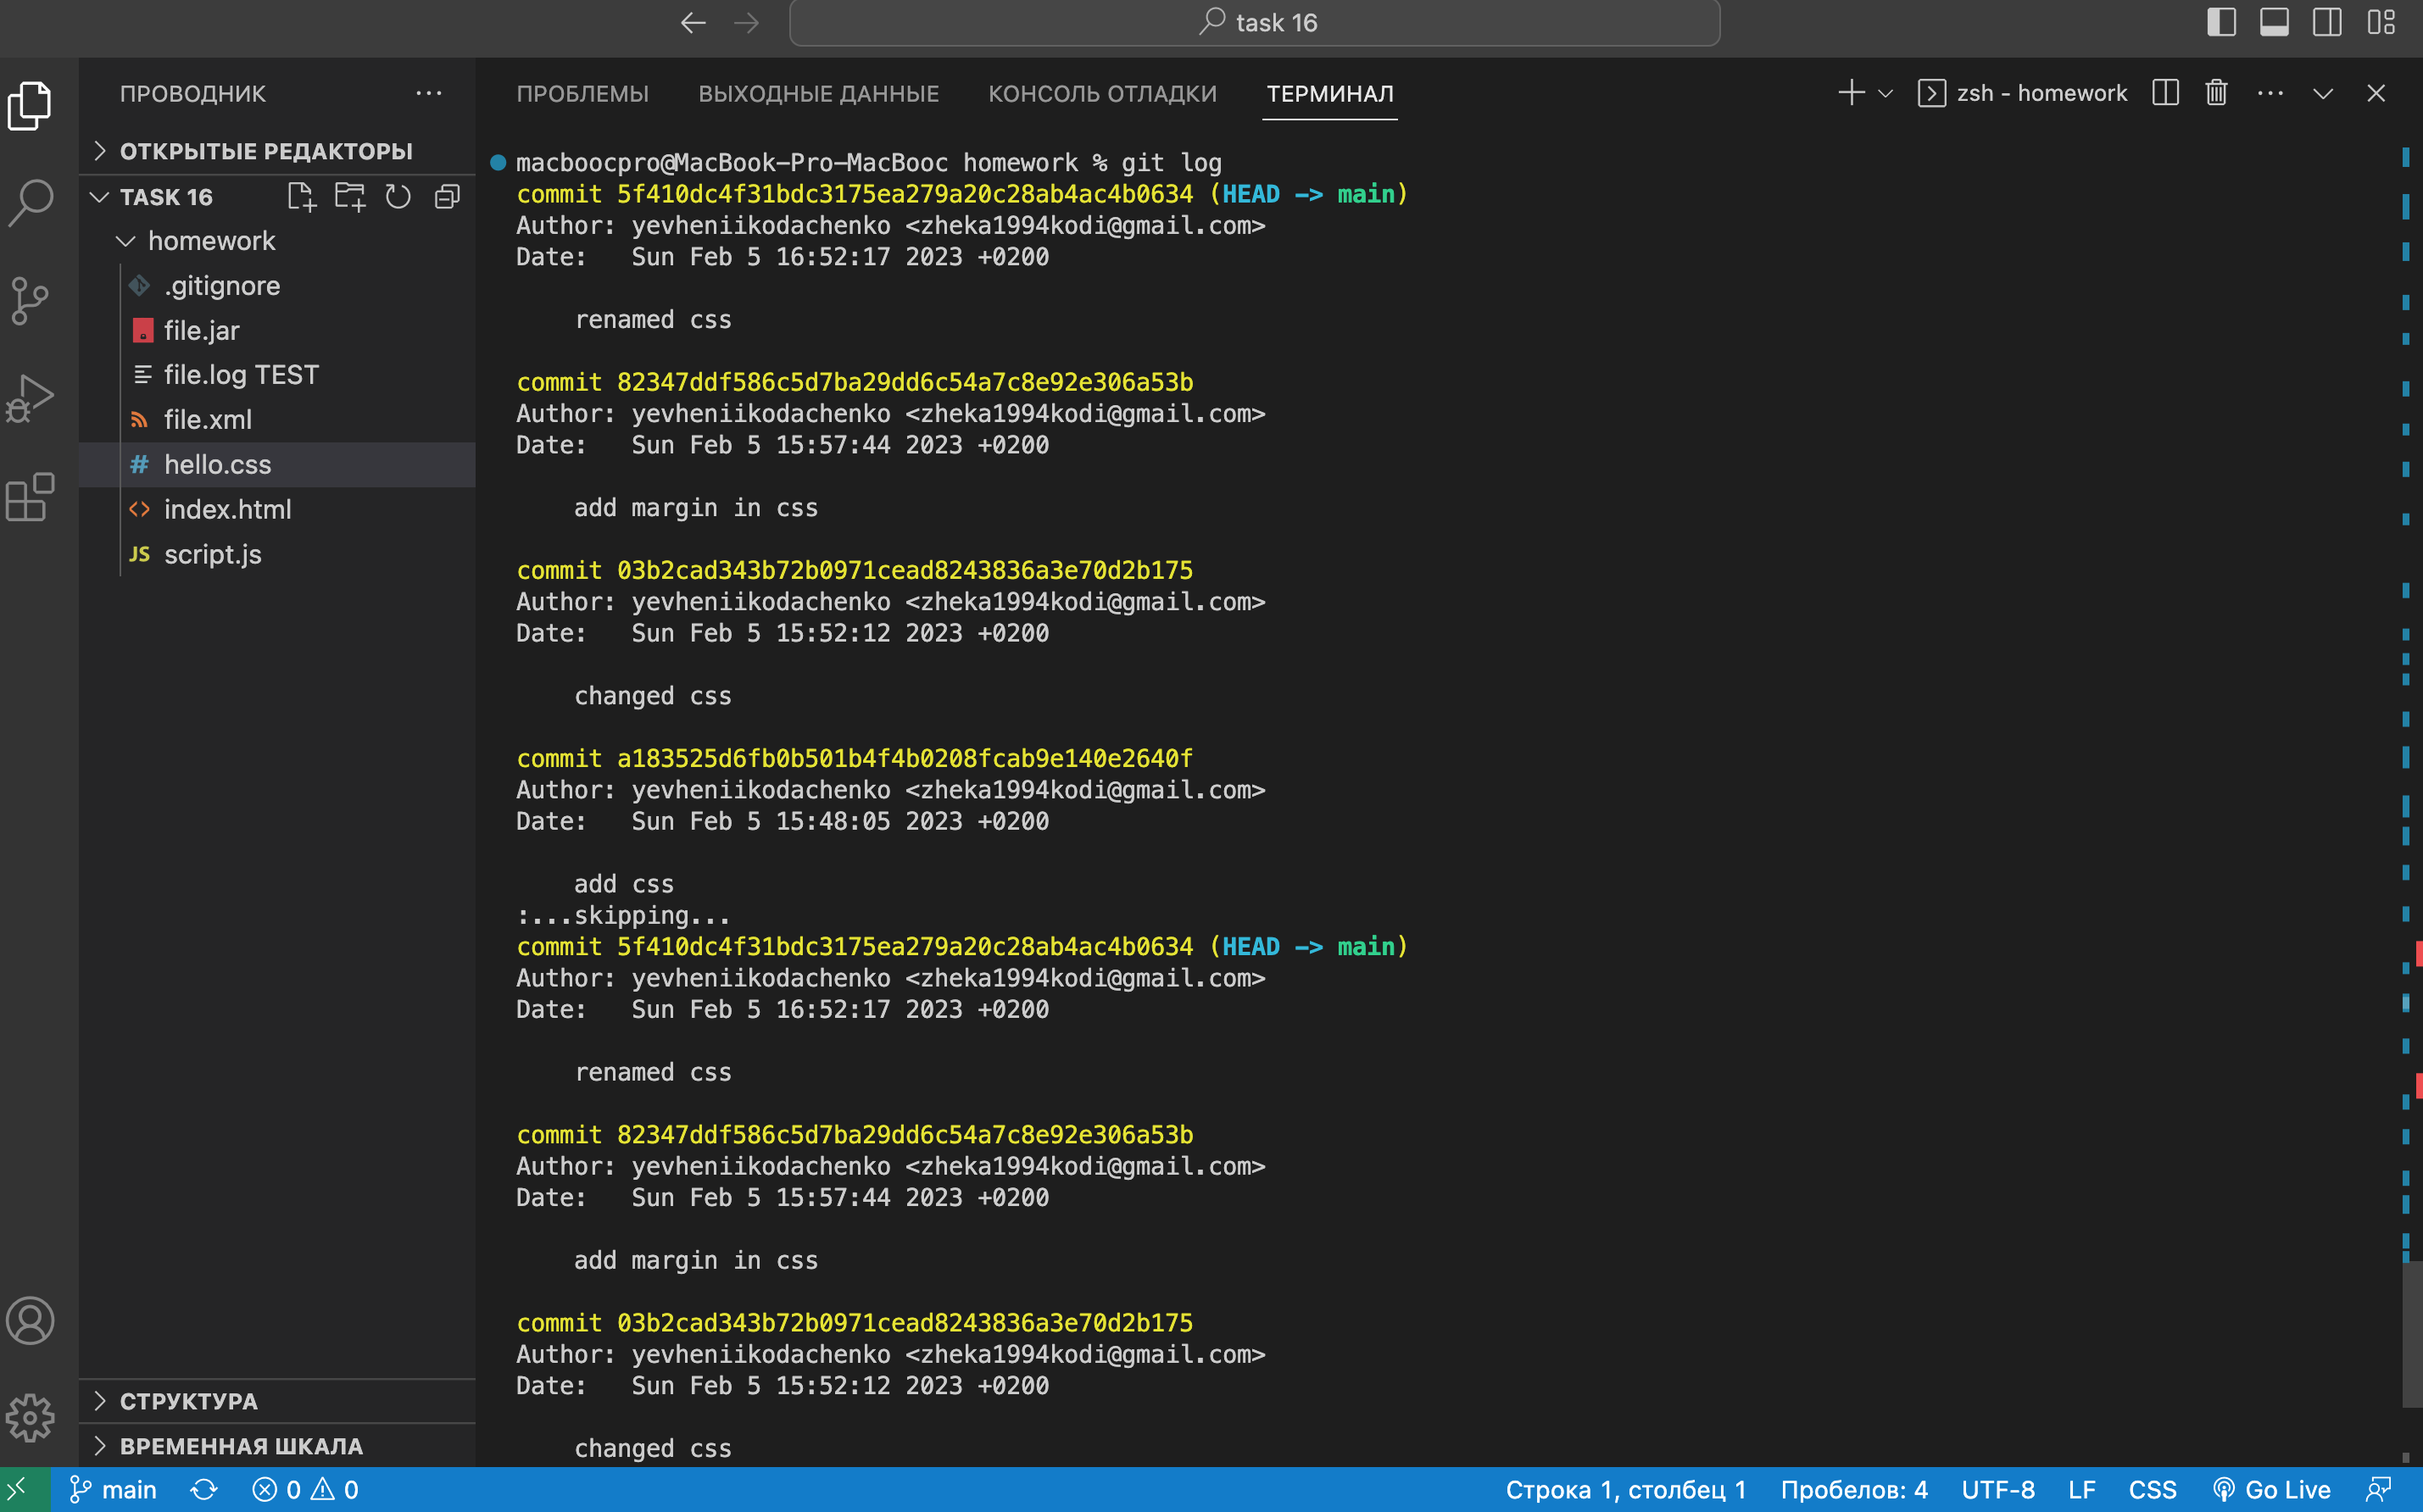 task 16
ПРОВОДНИК
ПРОБЛЕМЫ ВЫХОДНЫЕ ДАННЫЕ КОНСОЛЬ ОТЛАДКИ ТЕРМИНАЛ
zsh - homework
ОТКРЫТЫЕ РЕДАКТОРЫ
TASK 16
homework
.gitignore
file.jar
file.log TEST
file.xml
hello.css
index.html
script.js
СТРУКТУРА
ВРЕМЕННАЯ ШКАЛА
macboocpro@MacBook-Pro-MacBooc homework % git log
commit 5f410dc4f31bdc3175ea279a20c28ab4ac4b0634 (HEAD -> main)
Author: yevheniikodachenko <zheka1994kodi@gmail.com>
Date:   Sun Feb 5 16:52:17 2023 +0200
renamed css
commit 82347ddf586c5d7ba29dd6c54a7c8e92e306a53b
Author: yevheniikodachenko <zheka1994kodi@gmail.com>
Date:   Sun Feb 5 15:57:44 2023 +0200
add margin in css
commit 03b2cad343b72b0971cead8243836a3e70d2b175
Author: yevheniikodachenko <zheka1994kodi@gmail.com>
Date:   Sun Feb 5 15:52:12 2023 +0200
changed css
commit a183525d6fb0b501b4f4b0208fcab9e140e2640f
Author: yevheniikodachenko <zheka1994kodi@gmail.com>
Date:   Sun Feb 5 15:48:05 2023 +0200
add css
:...skipping...
commit 5f410dc4f31bdc3175ea279a20c28ab4ac4b0634 (HEAD -> main)
Author: yevheniikodachenko <zheka1994kodi@gmail.com>
Date:   Sun Feb 5 16:52:17 2023 +0200
renamed css
commit 82347ddf586c5d7ba29dd6c54a7c8e92e306a53b
Author: yevheniikodachenko <zheka1994kodi@gmail.com>
Date:   Sun Feb 5 15:57:44 2023 +0200
add margin in css
commit 03b2cad343b72b0971cead8243836a3e70d2b175
Author: yevheniikodachenko <zheka1994kodi@gmail.com>
Date:   Sun Feb 5 15:52:12 2023 +0200
changed css
main 0 0 Строка 1, столбец 1 Пробелов: 4 UTF-8 LF CSS Go Live